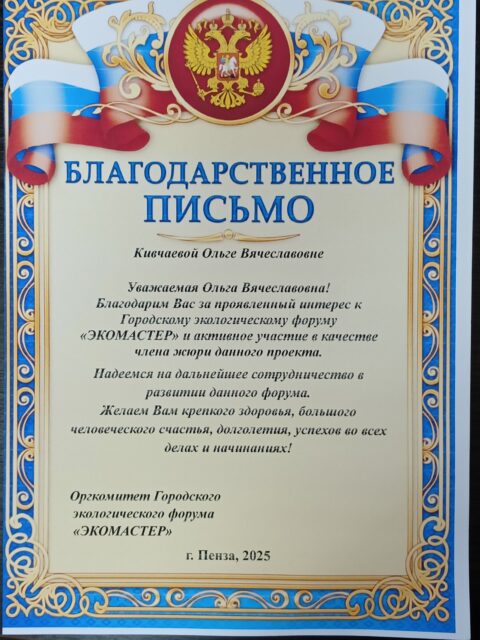 БЛАГОДАРСТВЕННОЕ
ПИСЬМО
Кивчаевой Ольге Вячеславовне
Уважаемая Ольга Вячеславовна!
Благодарим Вас за проявленный интерес к
Городскому экологическому форуму
«ЭКОМАСТЕР» и активное участие в качестве
члена жюри данного проекта.
Надеемся на дальнейшее сотрудничество в
развитии данного форума.
Желаем Вам крепкого здоровья, большого
человеческого счастья, долголетия, успехов во всех
делах и начинаниях!
Оргкомитет Городского
экологического форума
«ЭКОМАСТЕР»
г. Пенза, 2025